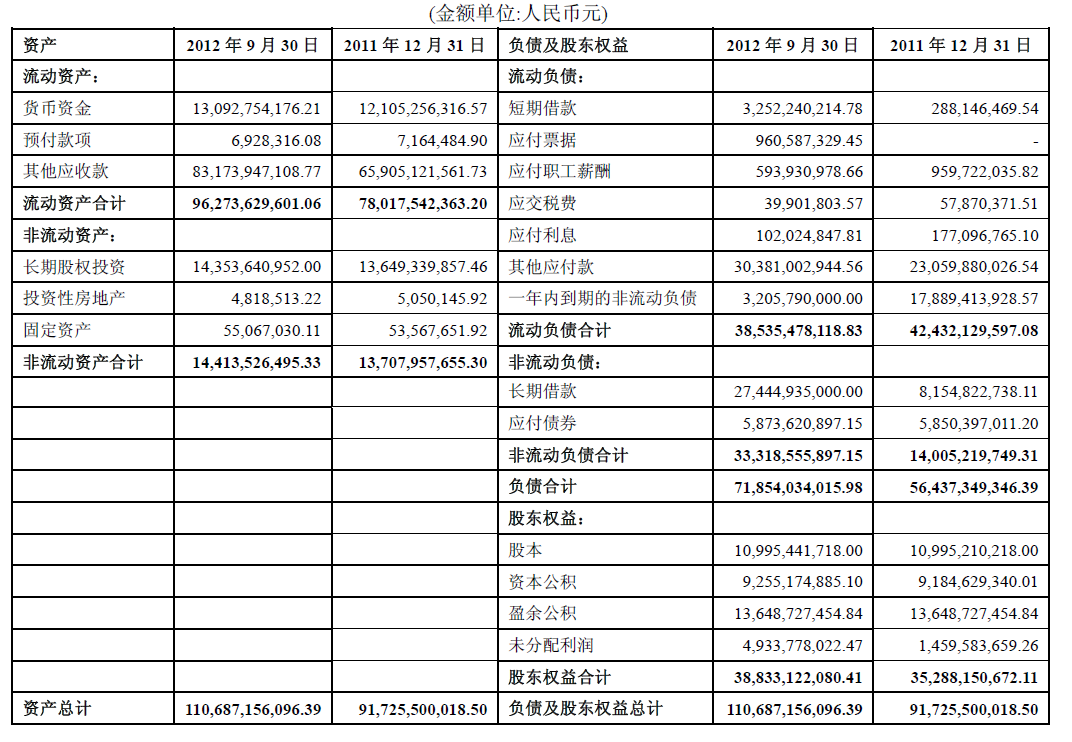 (金额单位:人民币元)
资产 2012 年 9 月 30 日 2011 年 12 月 31 日 负债及股东权益 2012 年 9 月 30 日 2011 年 12 月 31 日
流动资产： 流动负债：
货币资金 13,092,754,176.21 12,105,256,316.57 短期借款 3,252,240,214.78 288,146,469.54
预付款项 6,928,316.08 7,164,484.90 应付票据 960,587,329.45 -
其他应收款 83,173,947,108.77 65,905,121,561.73 应付职工薪酬 593,930,978.66 959,722,035.82
流动资产合计 96,273,629,601.06 78,017,542,363.20 应交税费 39,901,803.57 57,870,371.51
非流动资产： 应付利息 102,024,847.81 177,096,765.10
长期股权投资 14,353,640,952.00 13,649,339,857.46 其他应付款 30,381,002,944.56 23,059,880,026.54
投资性房地产 4,818,513.22 5,050,145.92 一年内到期的非流动负债 3,205,790,000.00 17,889,413,928.57
固定资产 55,067,030.11 53,567,651.92 流动负债合计 38,535,478,118.83 42,432,129,597.08
非流动资产合计 14,413,526,495.33 13,707,957,655.30 非流动负债：
长期借款 27,444,935,000.00 8,154,822,738.11
应付债券 5,873,620,897.15 5,850,397,011.20
非流动负债合计 33,318,555,897.15 14,005,219,749.31
负债合计 71,854,034,015.98 56,437,349,346.39
股东权益：
股本 10,995,441,718.00 10,995,210,218.00
资本公积 9,255,174,885.10 9,184,629,340.01
盈余公积 13,648,727,454.84 13,648,727,454.84
未分配利润 4,933,778,022.47 1,459,583,659.26
股东权益合计 38,833,122,080.41 35,288,150,672.11
资产总计 110,687,156,096.39 91,725,500,018.50 负债及股东权益总计 110,687,156,096.39 91,725,500,018.50